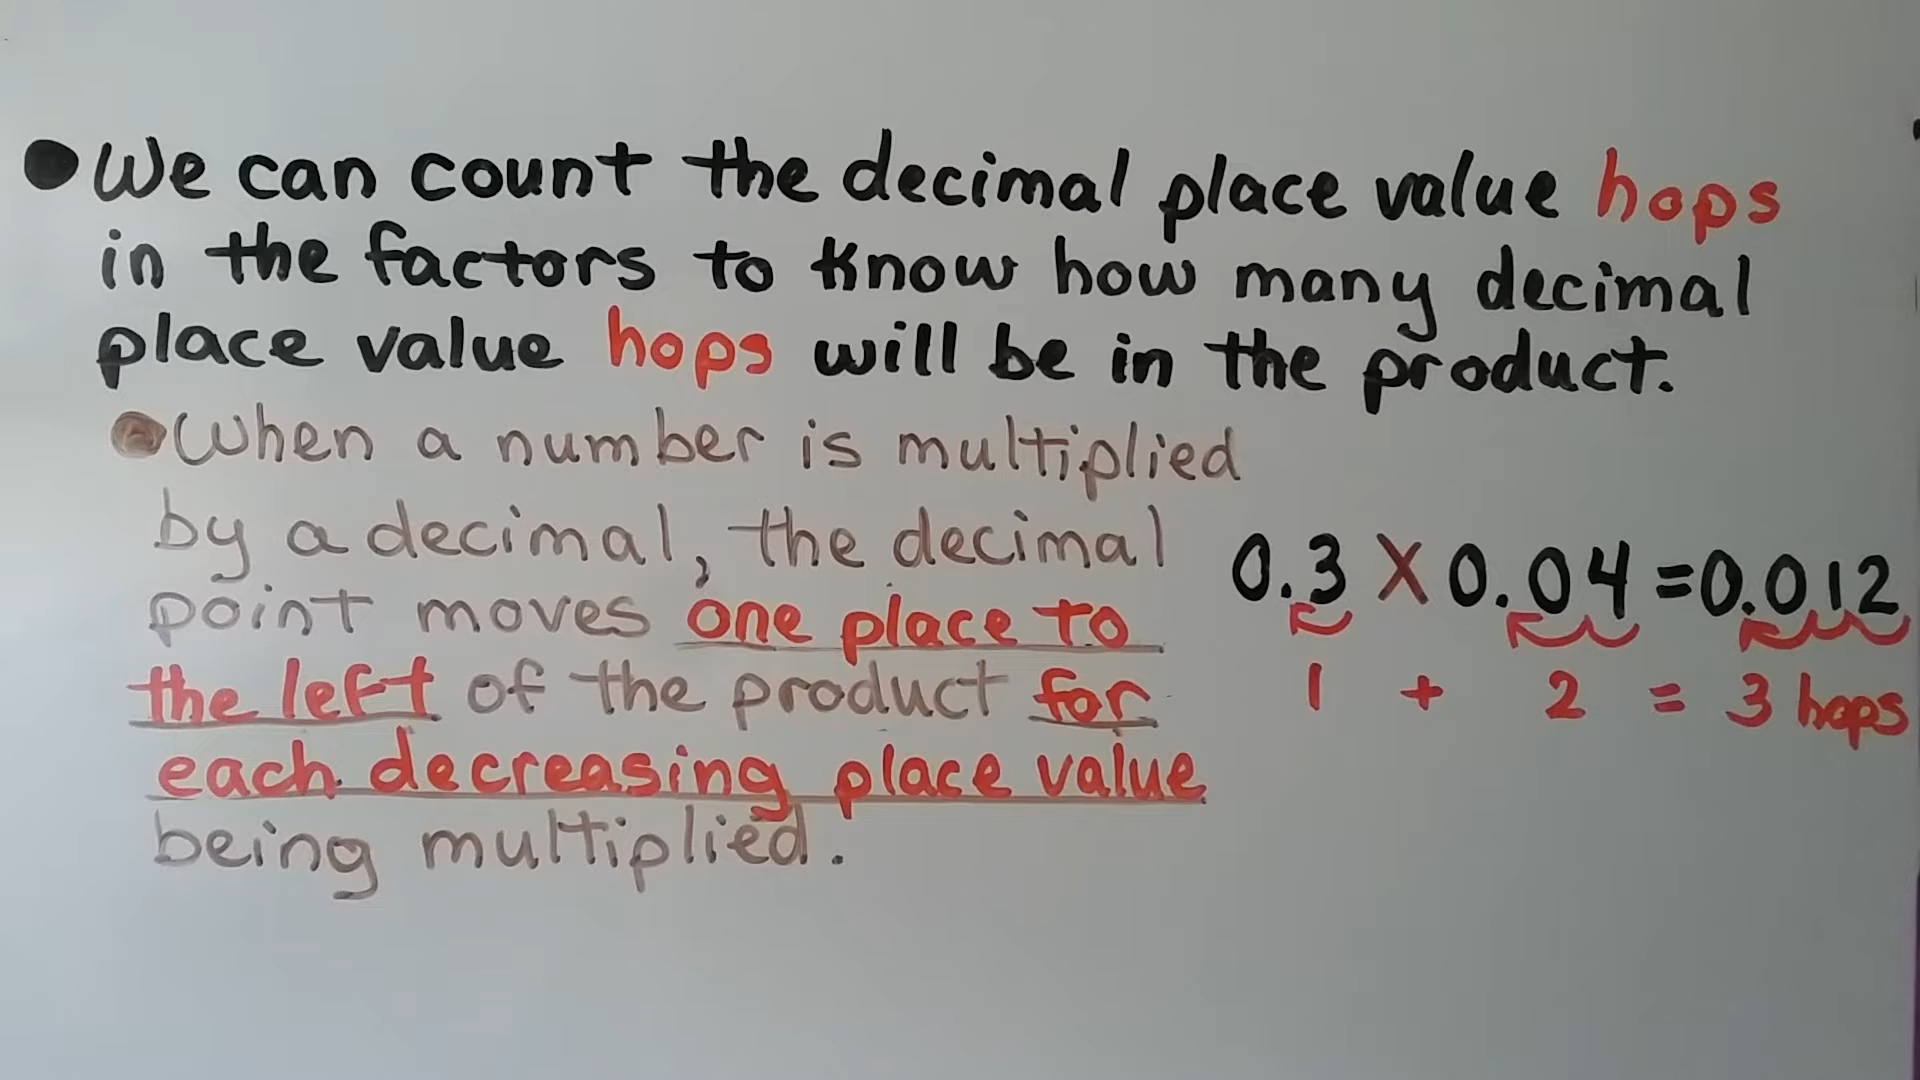 • We can count the decimal place value hops
in the factors to know how many decimal
place value hops will be in the product.
• When a number is multiplied
by a decimal, the decimal
point moves one place to
the left of the product for
each decreasing place value
being multiplied.
0.3 X 0.04 = 0.012
1 + 2 = 3 hops